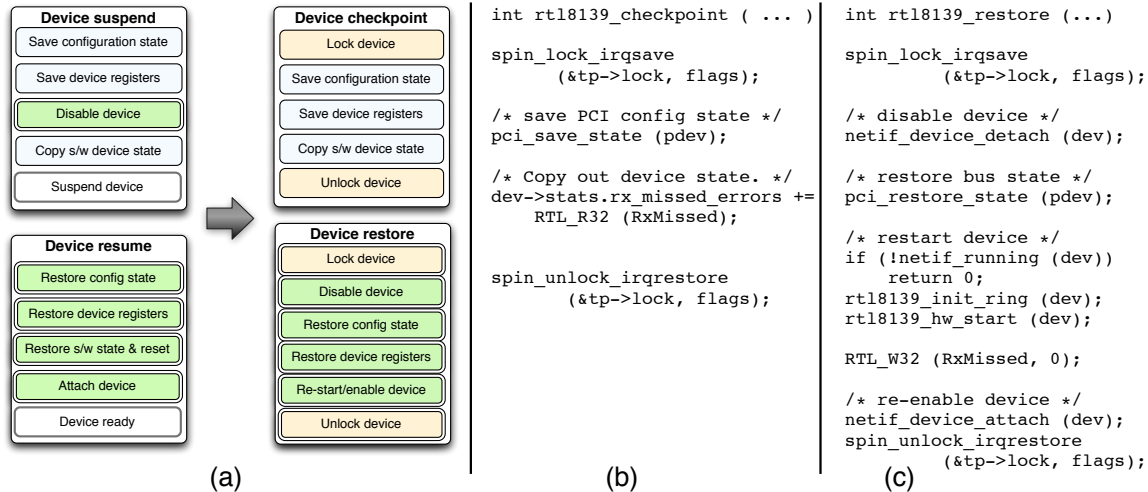 Device suspend
Save configuration state
Save device registers
Disable device
Copy s/w device state
Suspend device
Device resume
Restore config state
Restore device registers
Restore s/w state & reset
Attach device
Device ready
Device checkpoint
Lock device
Save configuration state
Save device registers
Copy s/w device state
Unlock device
Device restore
Lock device
Disable device
Restore config state
Restore device registers
Re-start/enable device
Unlock device
(a)
int rtl8139_checkpoint ( ... )
spin_lock_irqsave
(&tp->lock, flags);
/* save PCI config state */
pci_save_state (pdev);
/* Copy out device state. */
dev->stats.rx_missed_errors +=
RTL_R32 (RxMissed);
spin_unlock_irqrestore
(&tp->lock, flags);
(b)
int rtl8139_restore (...)
spin_lock_irqsave
(&tp->lock, flags);
/* disable device */
netif_device_detach (dev);
/* restore bus state */
pci_restore_state (pdev);
/* restart device */
if (!netif_running (dev))
return 0;
rtl8139_init_ring (dev);
rtl8139_hw_start (dev);
RTL_W32 (RxMissed, 0);
/* re-enable device */
netif_device_attach (dev);
spin_unlock_irqrestore
(&tp->lock, flags);
(c)